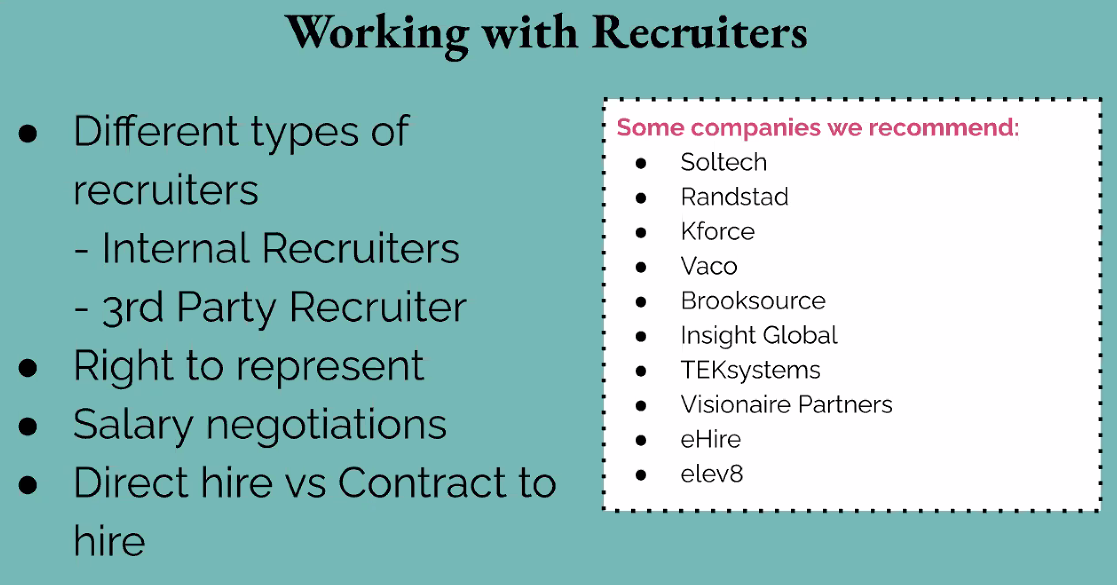 Working with Recruiters
● Different types of
recruiters
- Internal Recruiters
- 3rd Party Recruiter
● Right to represent
● Salary negotiations
● Direct hire vs Contract to
hire
Some companies we recommend:
● Soltech
● Randstad
● Kforce
● Vaco
● Brooksource
● Insight Global
● TEKsystems
● Visionaire Partners
● eHire
● elev8